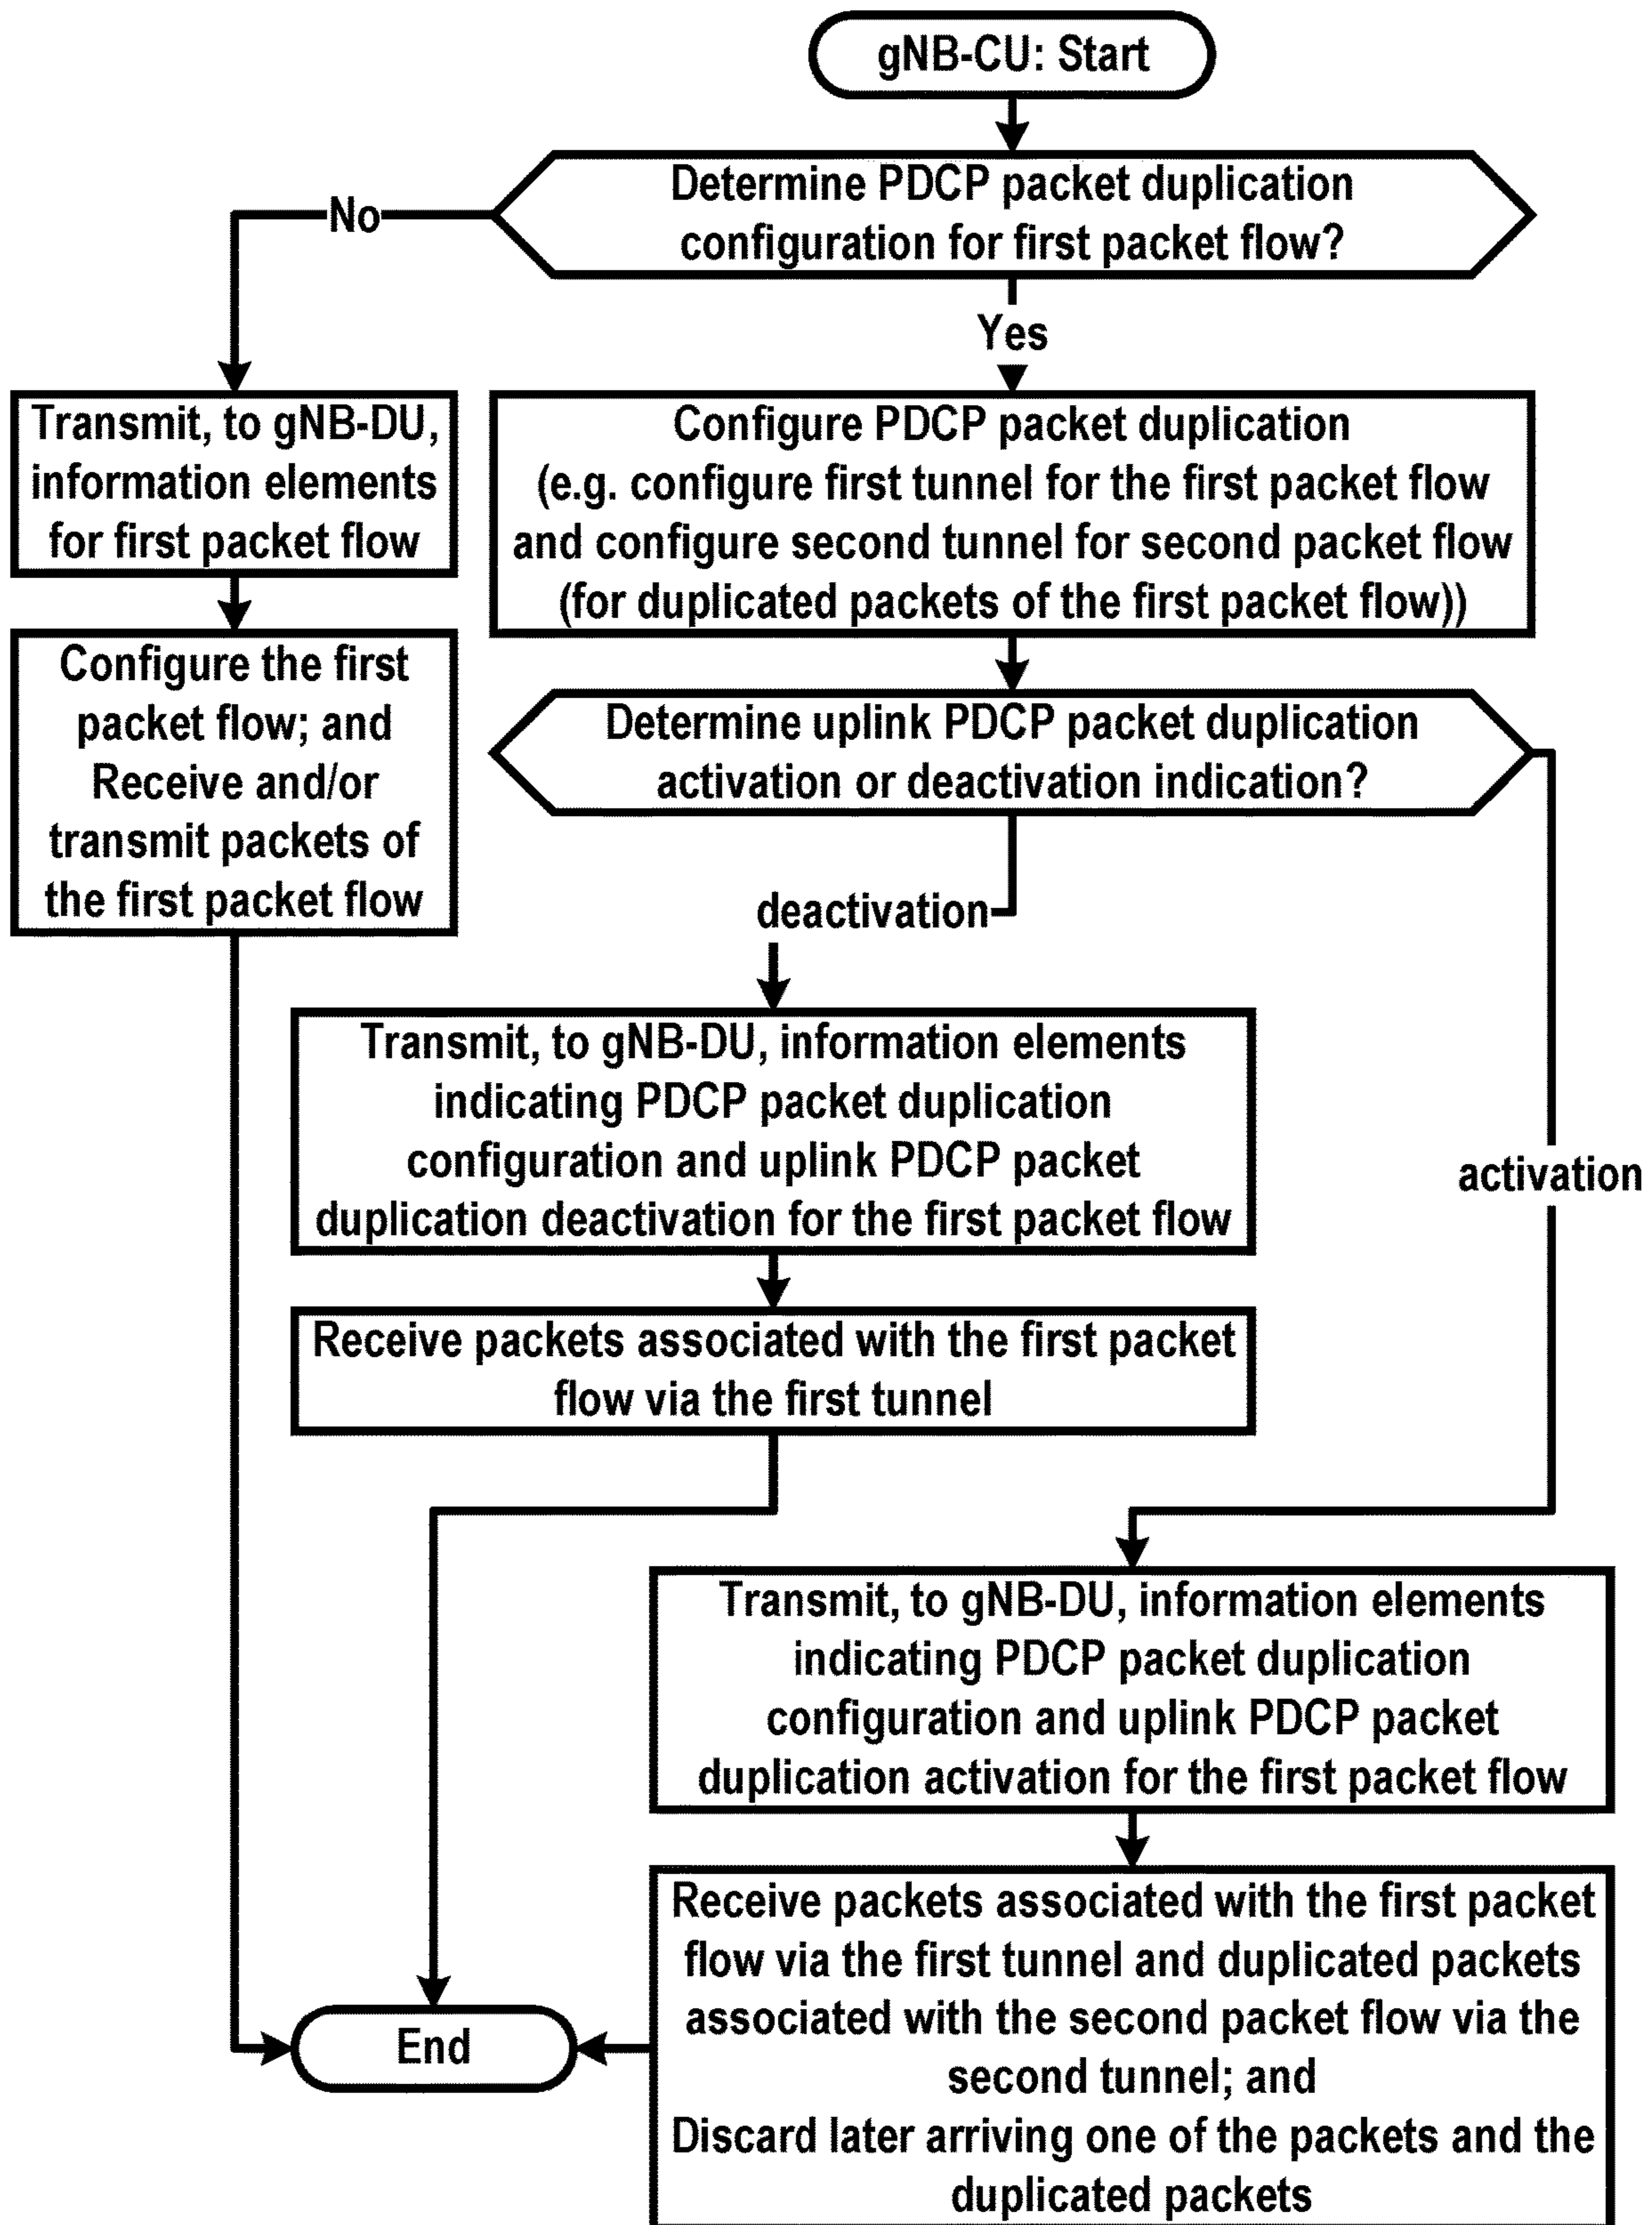 gNB-CU: Start
Determine PDCP packet duplication
configuration for first packet flow?
No
Yes
Transmit, to gNB-DU,
information elements
for first packet flow
Configure PDCP packet duplication
(e.g. configure first tunnel for the first packet flow
and configure second tunnel for second packet flow
(for duplicated packets of the first packet flow))
Configure the first
packet flow; and
Receive and/or
transmit packets of
the first packet flow
Determine uplink PDCP packet duplication
activation or deactivation indication?
deactivation
activation
Transmit, to gNB-DU, information elements
indicating PDCP packet duplication
configuration and uplink PDCP packet
duplication deactivation for the first packet flow
Receive packets associated with the first packet
flow via the first tunnel
Transmit, to gNB-DU, information elements
indicating PDCP packet duplication
configuration and uplink PDCP packet
duplication activation for the first packet flow
Receive packets associated with the first packet
flow via the first tunnel and duplicated packets
associated with the second packet flow via the
second tunnel; and
Discard later arriving one of the packets and the
duplicated packets
End